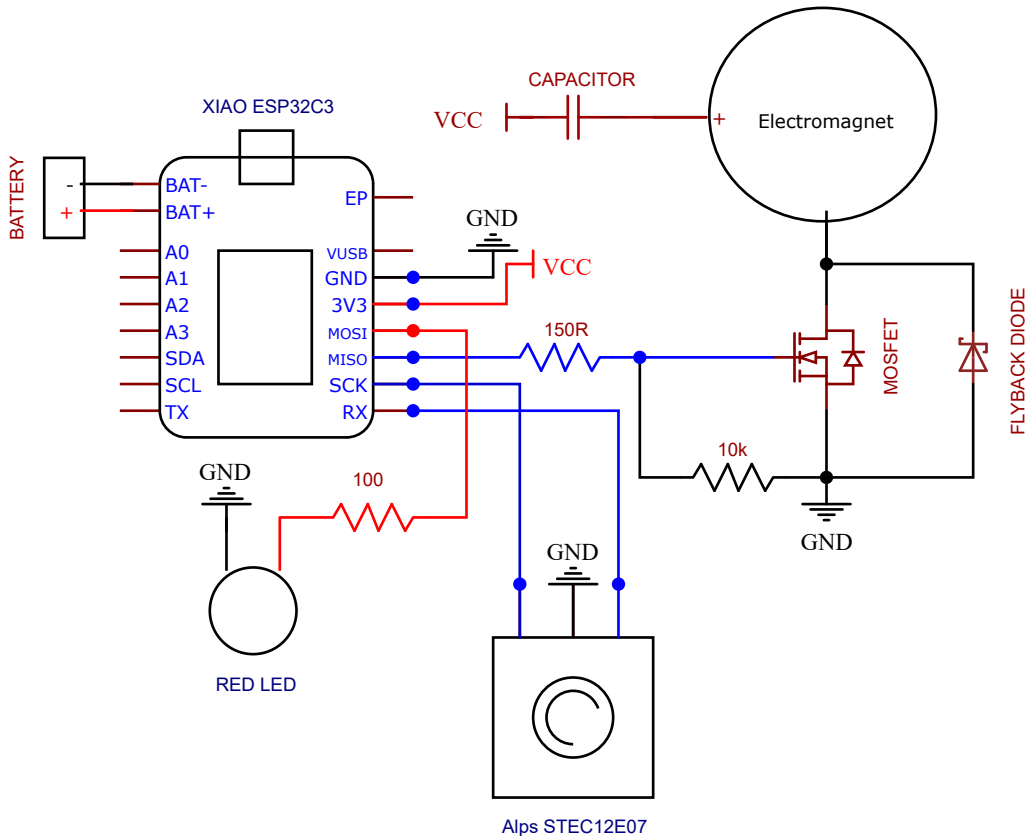 CAPACITOR
XIAO ESP32C3
VCC
+
Electromagnet
BATTERY
-
+
BAT-
BAT+
A0
A1
A2
A3
SDA
SCL
TX
EP
VUSB
GND
3V3
MOSI
MISO
SCK
RX
GND
VCC
150R
MOSFET
FLYBACK DIODE
10k
GND
GND
100
RED LED
GND
Alps STEC12E07